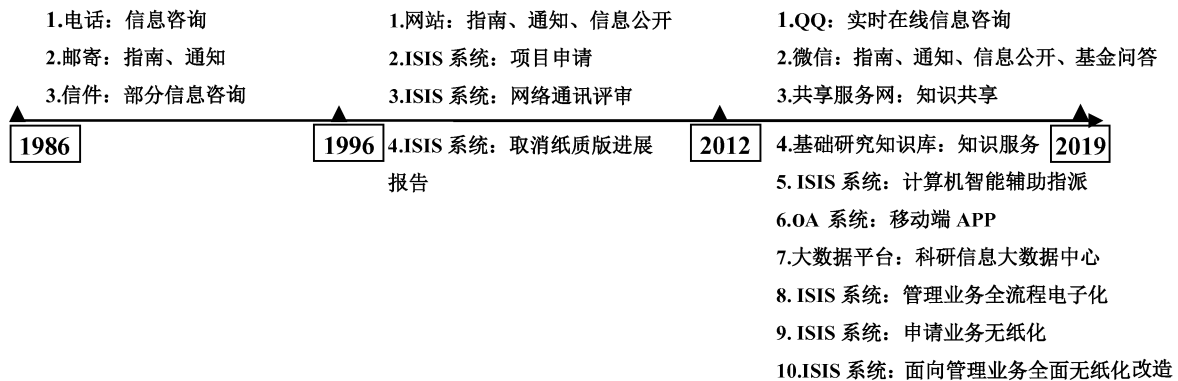 1.电话：信息咨询
2.邮寄：指南、通知
3.信件：部分信息咨询
1.网站：指南、通知、信息公开
2.ISIS 系统：项目申请
3.ISIS 系统：网络通讯评审
1.QQ：实时在线信息咨询
2.微信：指南、通知、信息公开、基金问答
3.共享服务网：知识共享
1986
1996
4.ISIS 系统：取消纸质版进展
报告
2012
4.基础研究知识库：知识服务
2019
5. ISIS 系统：计算机智能辅助指派
6.OA 系统：移动端 APP
7.大数据平台：科研信息大数据中心
8. ISIS 系统：管理业务全流程电子化
9. ISIS 系统：申请业务无纸化
10.ISIS 系统：面向管理业务全面无纸化改造